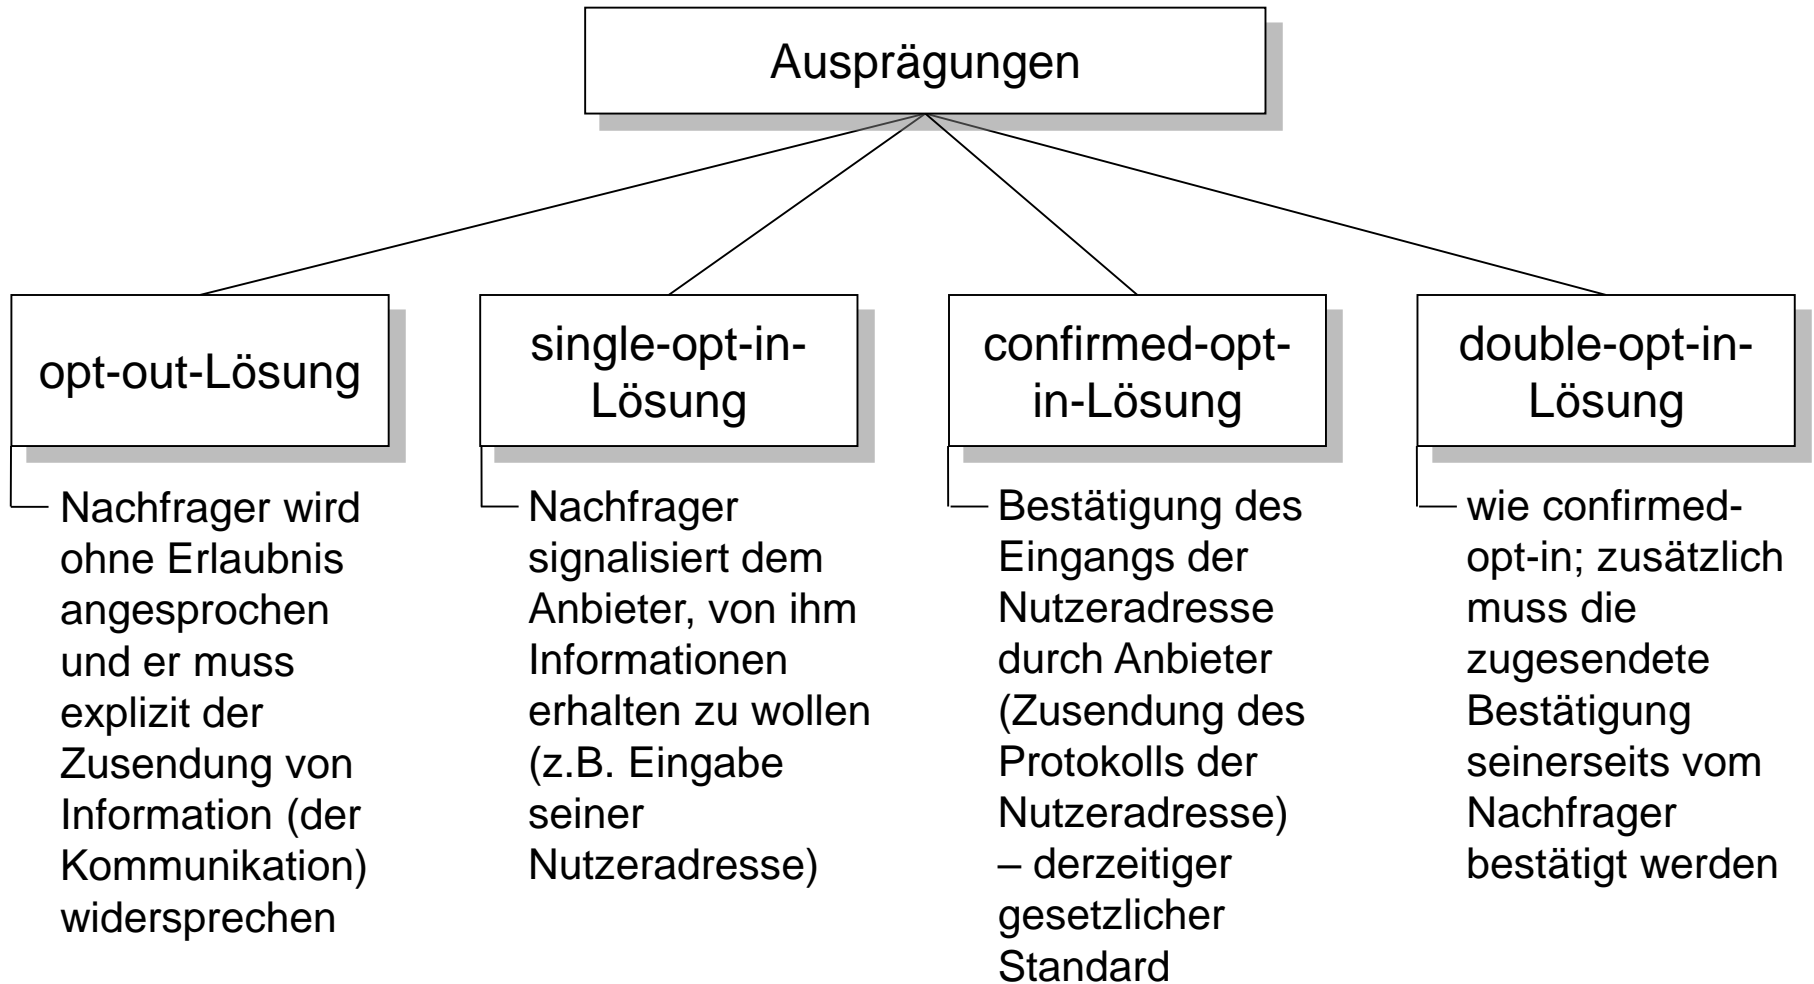 Ausprägungen
opt-out-Lösung
Nachfrager wird
ohne Erlaubnis
angesprochen
und er muss
explizit der
Zusendung von
Information (der
Kommunikation)
widersprechen
single-opt-in-
Lösung
Nachfrager
signalisiert dem
Anbieter, von ihm
Informationen
erhalten zu wollen
(z.B. Eingabe
seiner
Nutzeradresse)
confirmed-opt-
in-Lösung
Bestätigung des
Eingangs der
Nutzeradresse
durch Anbieter
(Zusendung des
Protokolls der
Nutzeradresse)
– derzeitiger
gesetzlicher
Standard
double-opt-in-
Lösung
wie confirmed-
opt-in; zusätzlich
muss die
zugesendete
Bestätigung
seinerseits vom
Nachfrager
bestätigt werden